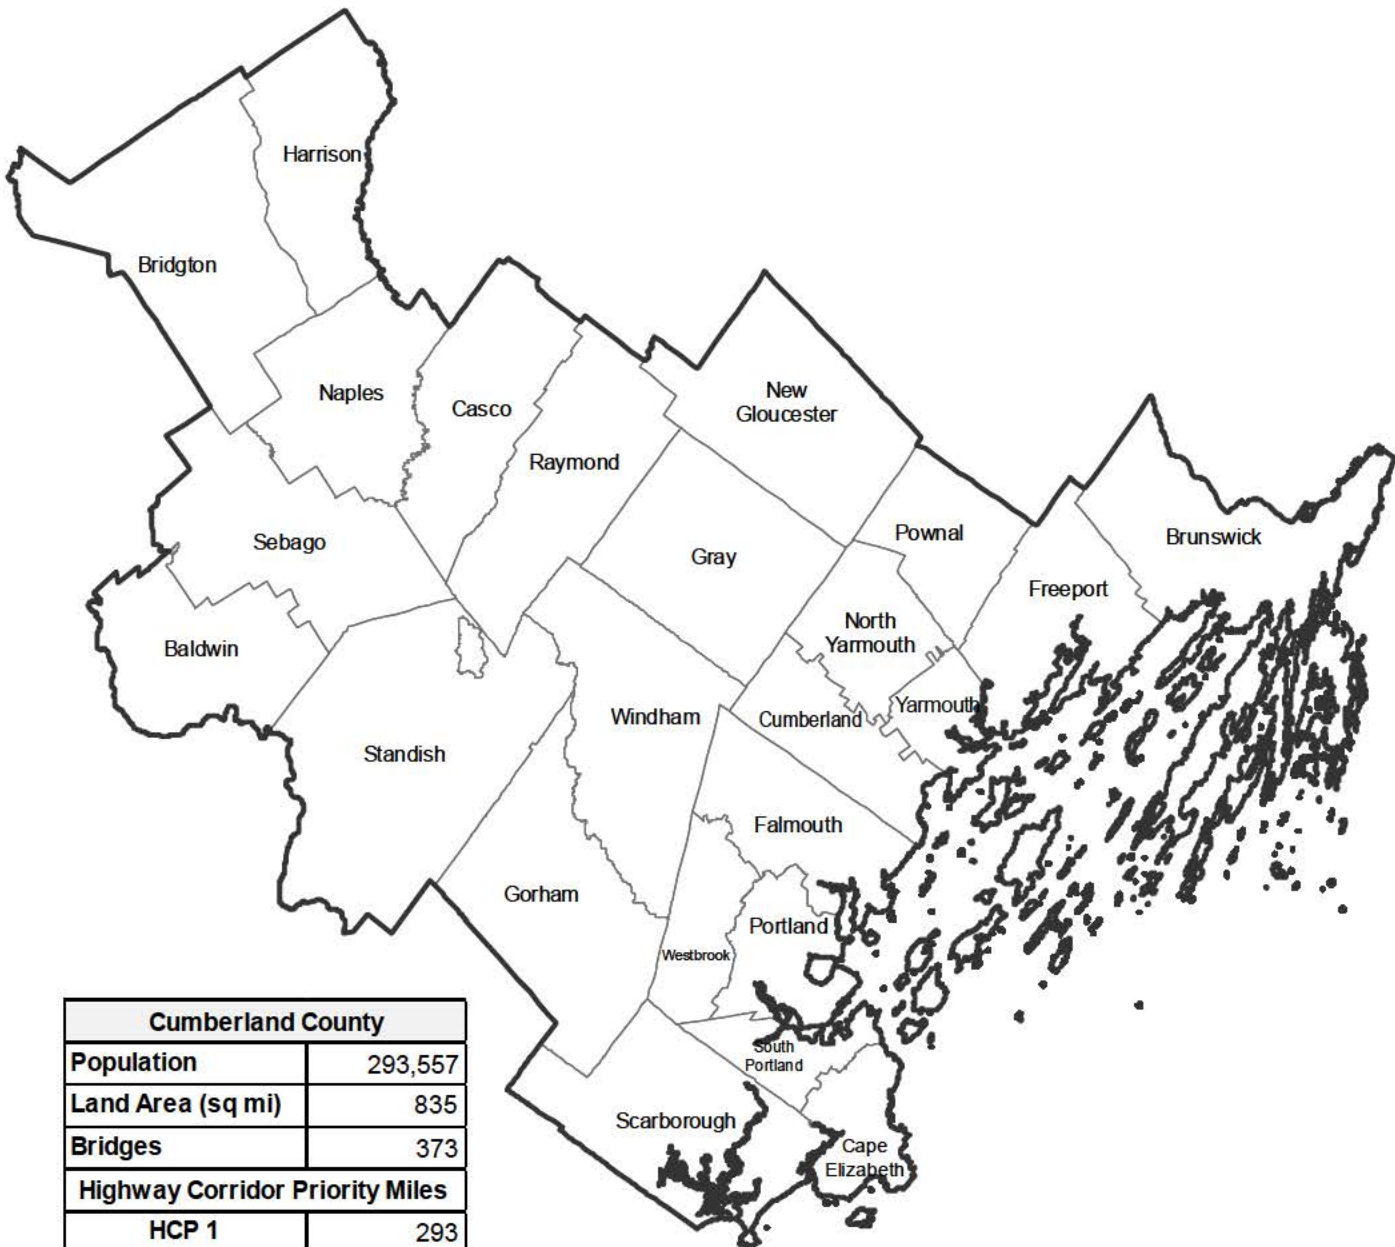 Harrison
Bridgton
Naples
Casco
New
Gloucester
Raymond
Sebago
Gray
Pownal
Brunswick
Freeport
Baldwin
North
Yarmouth
Yarmouth
Windham
Cumberland
Standish
Falmouth
Gorham
Portland
Westbrook
South
Portland
Scarborough
Cape
Elizabeth
Cumberland County
Population 293,557
Land Area (sq mi) 835
Bridges 373
Highway Corridor Priority Miles
HCP 1 293